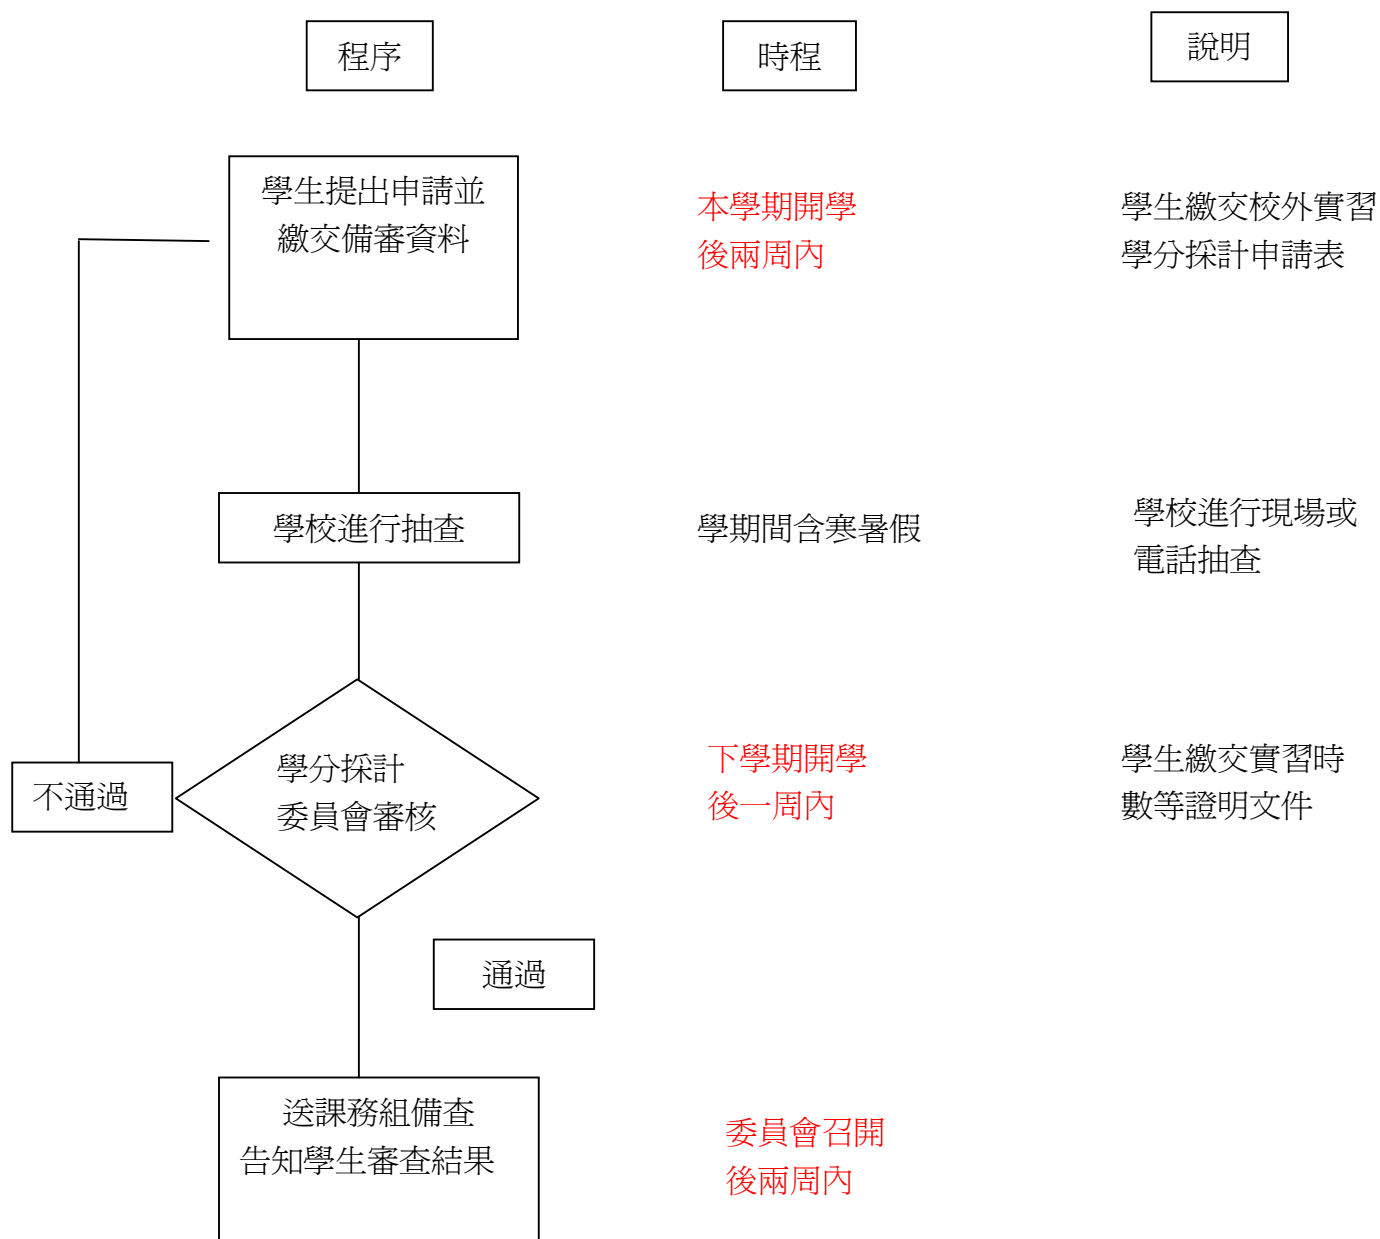 程序
時程
說明
學生提出申請並
繳交備審資料
本學期開學
後兩周內
學生繳交校外實習
學分採計申請表
學校進行抽查
學期間含寒暑假
學校進行現場或
電話抽查
不通過
學分採計
委員會審核
下學期開學
後一周內
學生繳交實習時
數等證明文件
通過
送課務組備查
告知學生審查結果
委員會召開
後兩周內